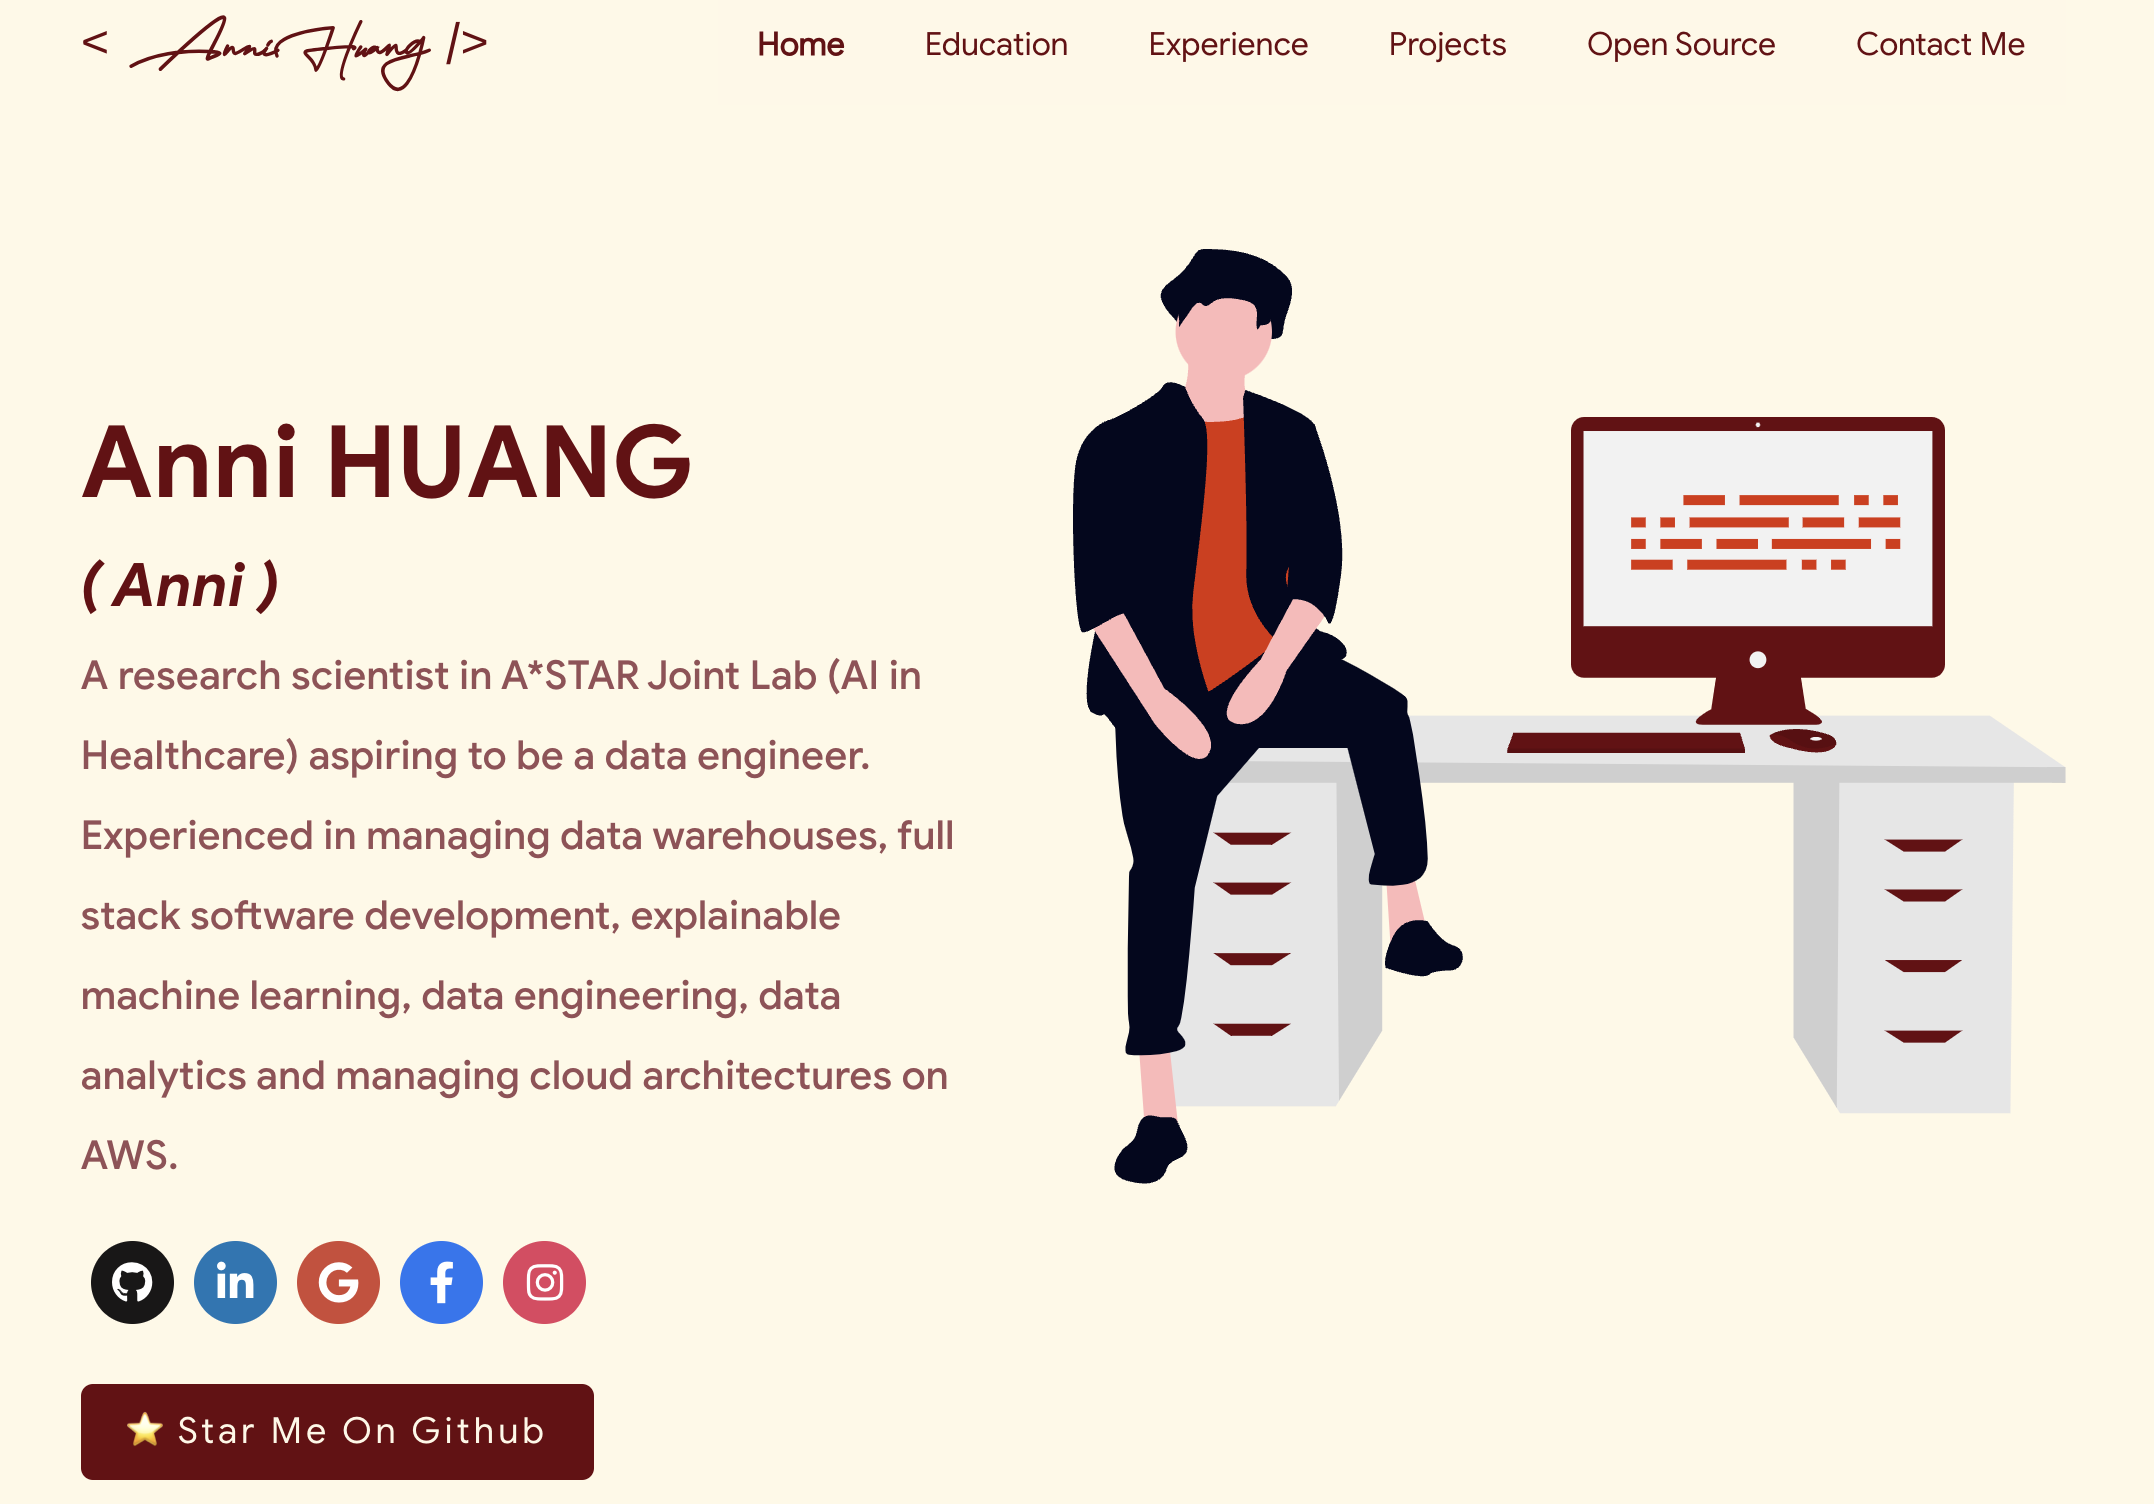 < Anni Huang />
Home Education Experience Projects Open Source Contact Me
Anni HUANG
( Anni )
A research scientist in A*STAR Joint Lab (AI in
Healthcare) aspiring to be a data engineer.
Experienced in managing data warehouses, full
stack software development, explainable
machine learning, data engineering, data
analytics and managing cloud architectures on
AWS.
in G f
⭐ Star Me On Github